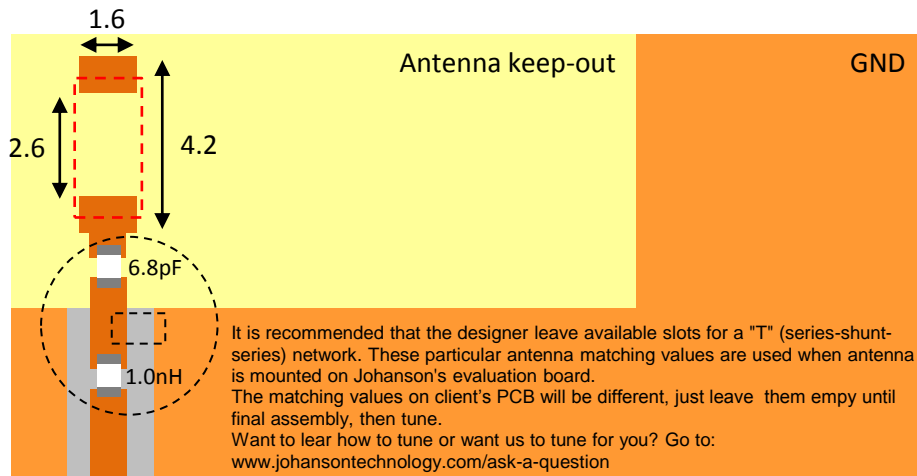 1.6
Antenna keep-out
GND
2.6
4.2
6.8pF
1.0nH
It is recommended that the designer leave available slots for a "T" (series-shunt-
series) network. These particular antenna matching values are used when antenna
is mounted on Johanson's evaluation board.
The matching values on client's PCB will be different, just leave  them empy until
final assembly, then tune.
Want to lear how to tune or want us to tune for you? Go to:
www.johansontechnology.com/ask-a-question